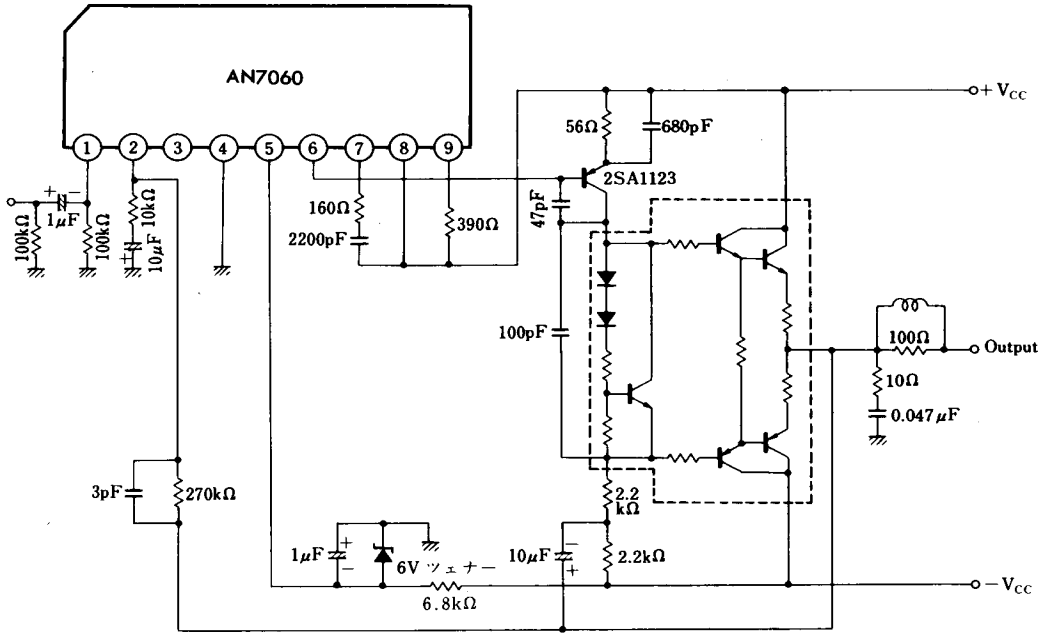 AN7060
1
2
3
4
5
6
7
8
9
+ V_CC
56Ω
680pF
2SA1123
47pF
+ −
1μF
100kΩ
100kΩ
10kΩ
+
10μF
160Ω
2200pF
390Ω
100pF
100Ω
Output
10Ω
0.047μF
3pF
270kΩ
2.2
kΩ
1μF
+
−
6V ツェナー
6.8kΩ
10μF
−
+
2.2kΩ
− V_CC